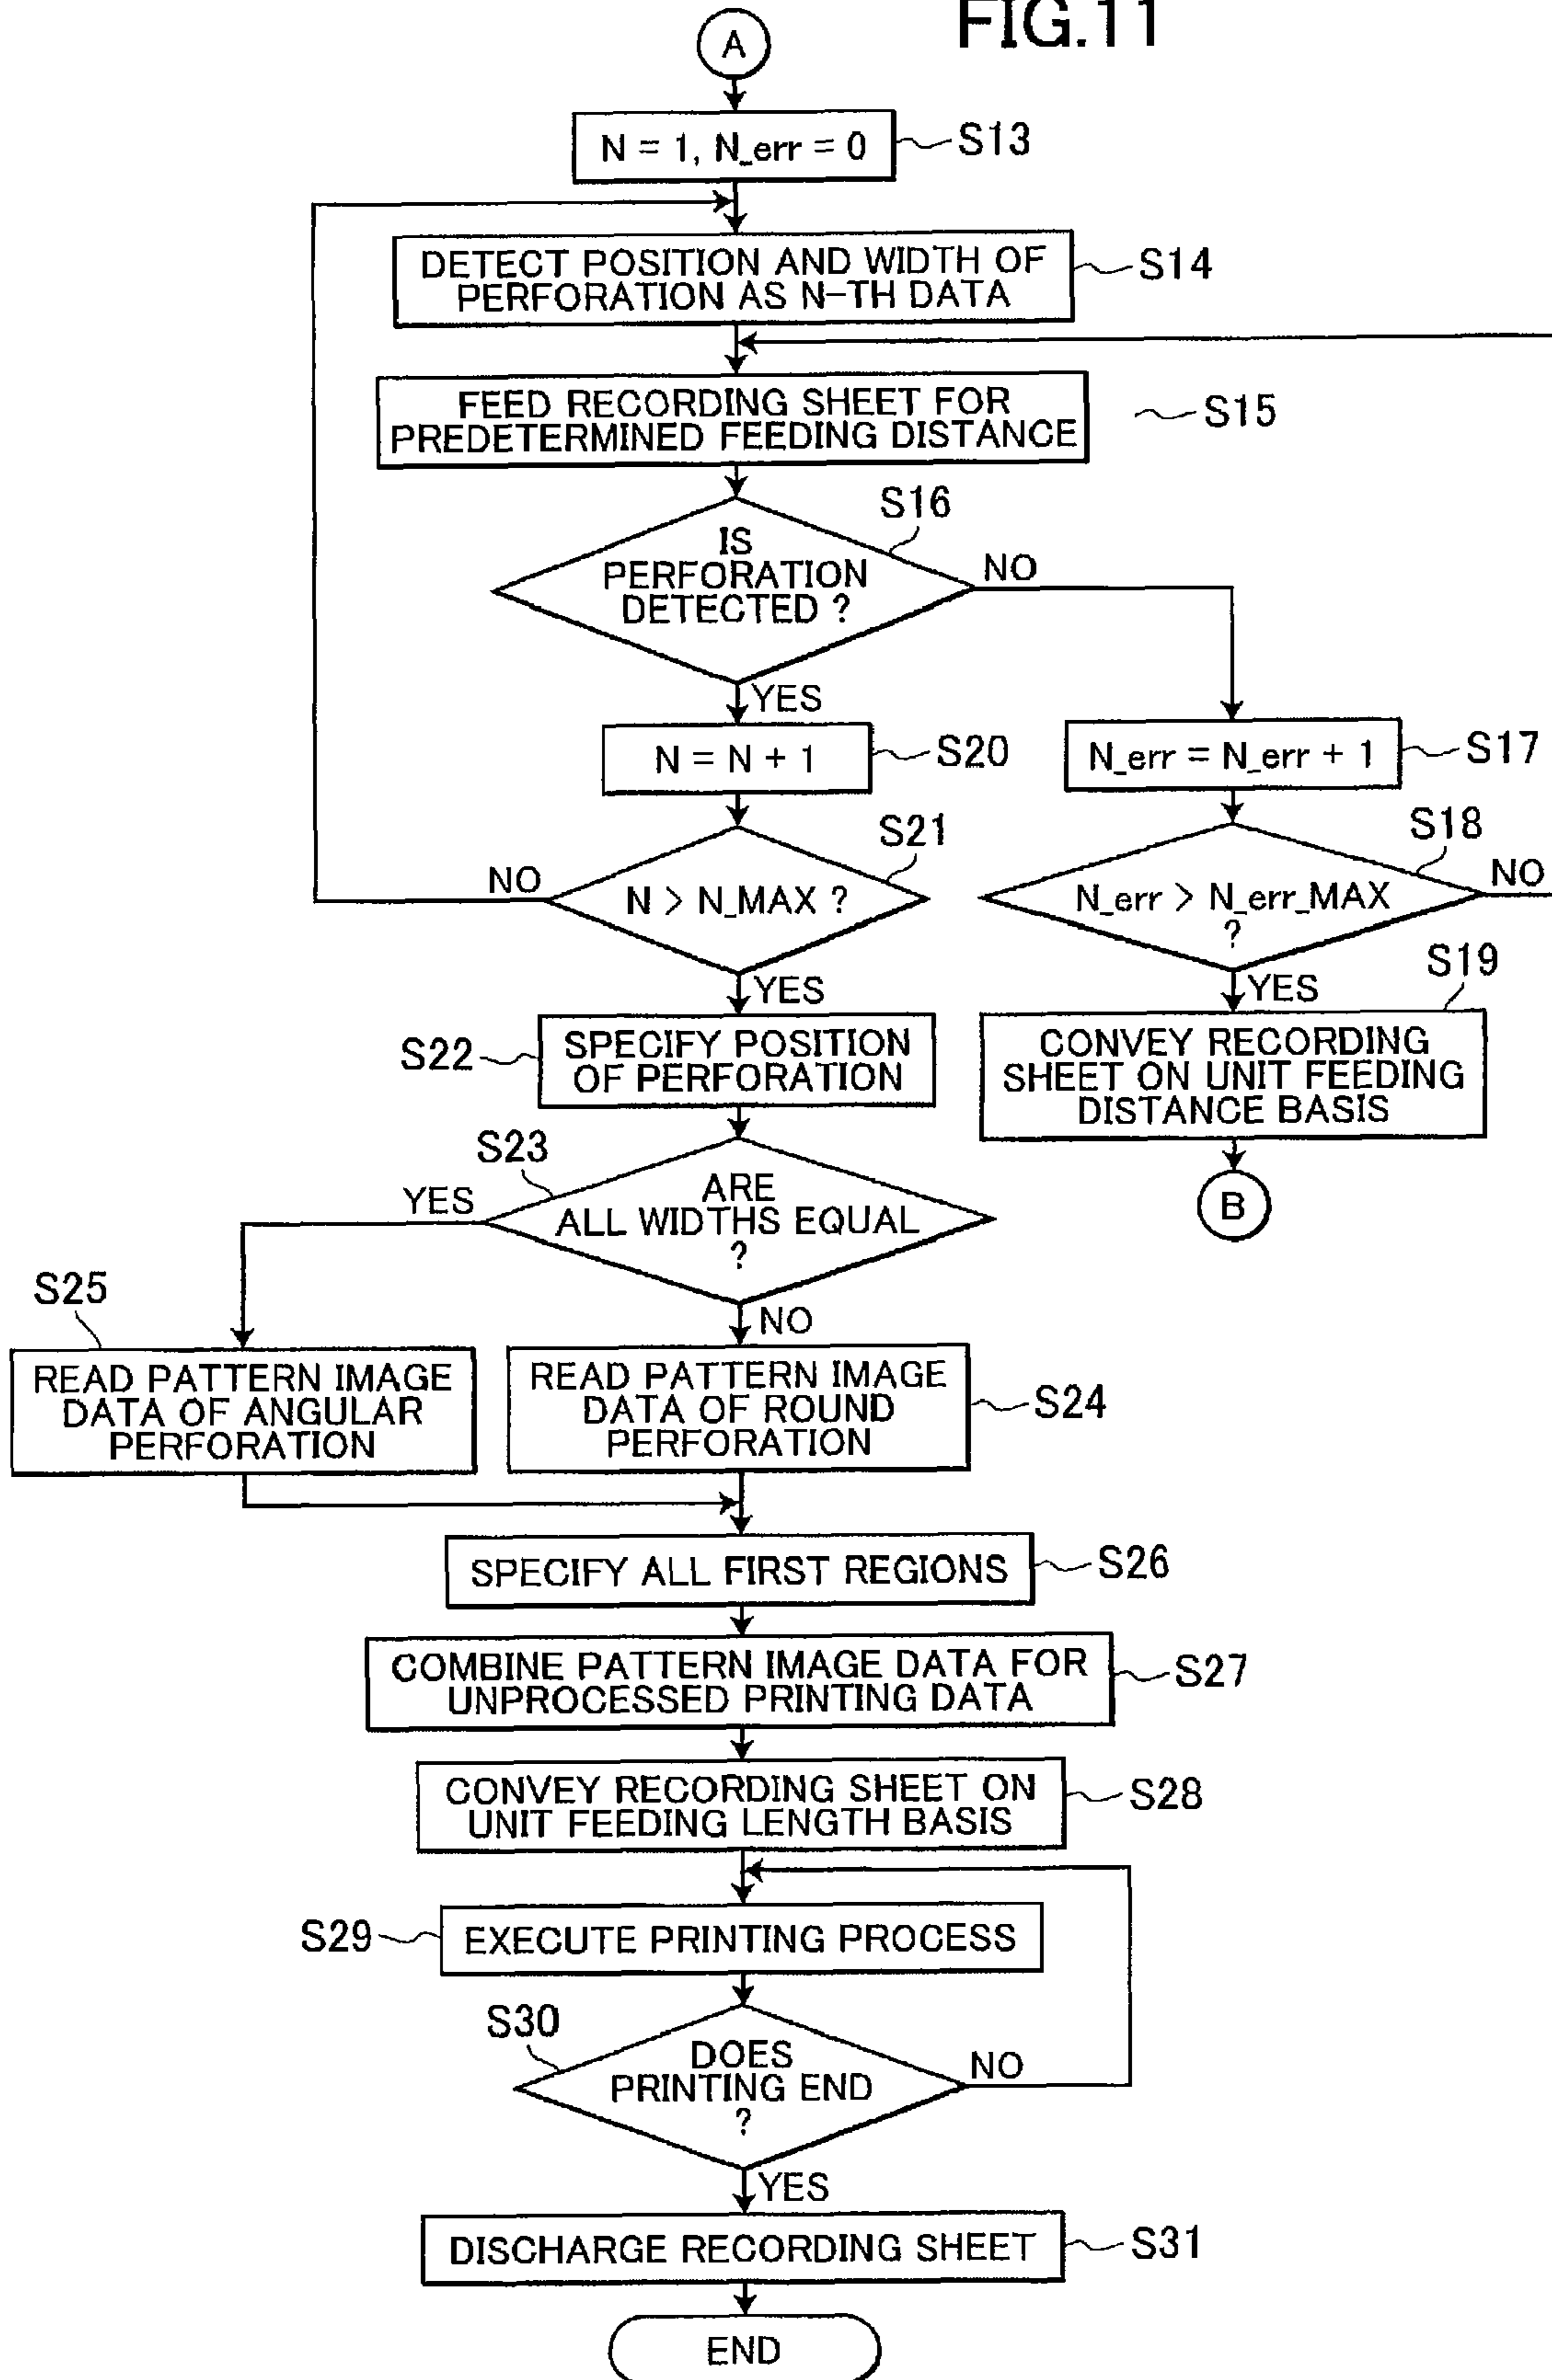 FIG.11
A
N = 1, N_err = 0
S13
DETECT POSITION AND WIDTH OF
PERFORATION AS N-TH DATA
S14
FEED RECORDING SHEET FOR
PREDETERMINED FEEDING DISTANCE
S15
S16
IS
PERFORATION
DETECTED ?
NO
YES
N = N + 1
S20
N_err = N_err + 1
S17
S21
N > N_MAX ?
NO
YES
S18
N_err > N_err_MAX
?
NO
YES
S19
CONVEY RECORDING
SHEET ON UNIT FEEDING
DISTANCE BASIS
B
S22
SPECIFY POSITION
OF PERFORATION
S23
ARE
ALL WIDTHS EQUAL
?
YES
NO
S25
READ PATTERN IMAGE
DATA OF ANGULAR
PERFORATION
READ PATTERN IMAGE
DATA OF ROUND
PERFORATION
S24
SPECIFY ALL FIRST REGIONS
S26
COMBINE PATTERN IMAGE DATA FOR
UNPROCESSED PRINTING DATA
S27
CONVEY RECORDING SHEET ON
UNIT FEEDING LENGTH BASIS
S28
S29
EXECUTE PRINTING PROCESS
S30
DOES
PRINTING END
?
NO
YES
DISCHARGE RECORDING SHEET
S31
END